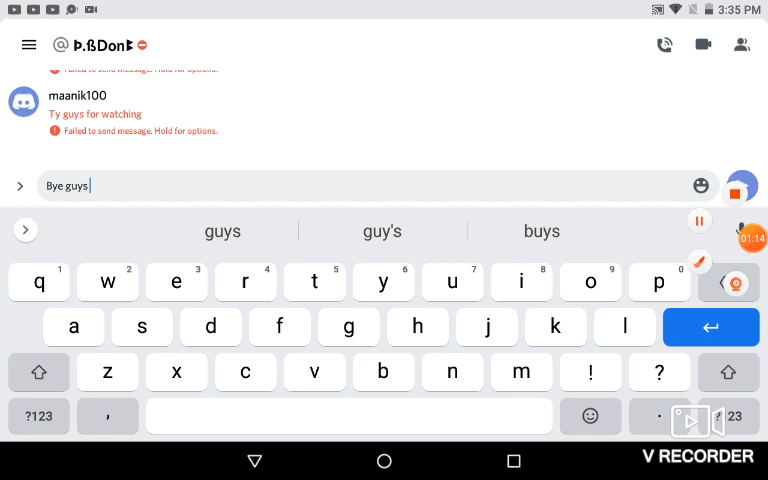 3:35 PM
@ Þ.ßDon
Failed to send message. Hold for options.
maanik100
Ty guys for watching
Failed to send message. Hold for options.
Bye guys
guys guy's buys
01:14
q 1 w 2 e 3 r 4 t 5 y 6 u 7 i 8 o 9 p 0
a s d f g h j k l
z x c v b n m ! ?
?123 , . ?123
V RECORDER